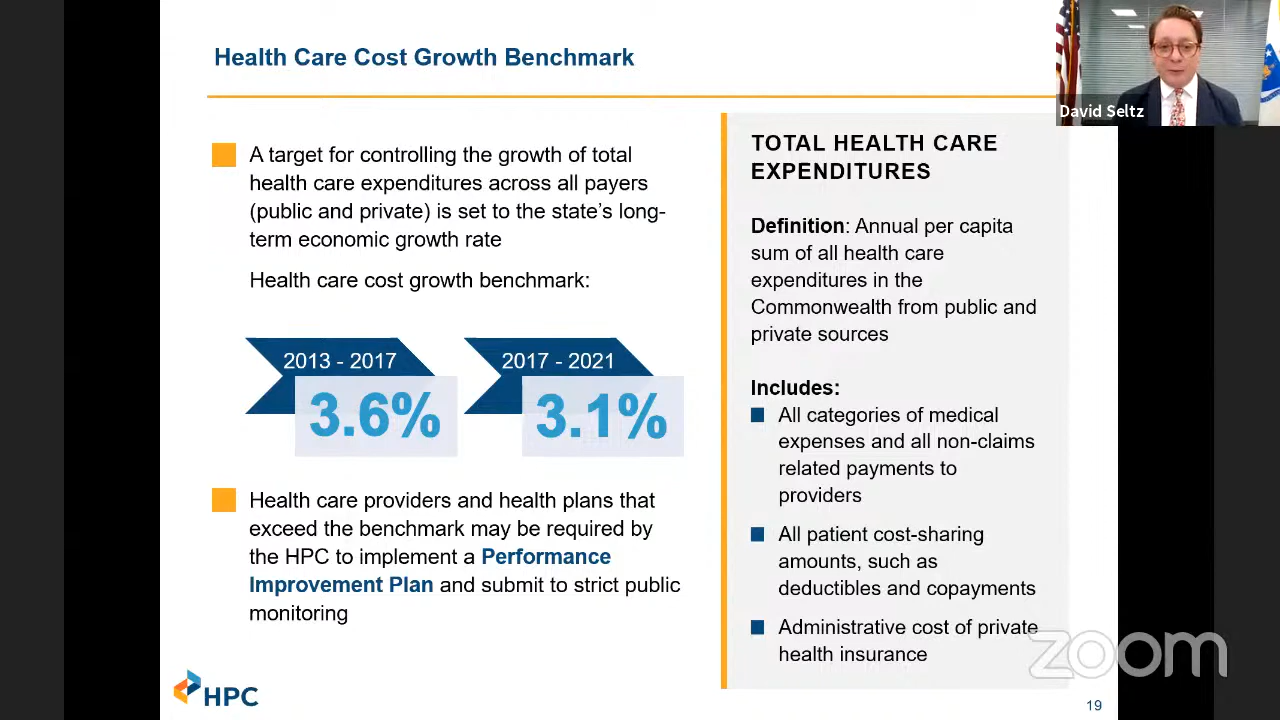 Health Care Cost Growth Benchmark
David Seltz
A target for controlling the growth of total
health care expenditures across all payers
(public and private) is set to the state’s long-
term economic growth rate
Health care cost growth benchmark:
2013 - 2017
3.6%
2017 - 2021
3.1%
Health care providers and health plans that
exceed the benchmark may be required by
the HPC to implement a Performance
Improvement Plan and submit to strict public
monitoring
TOTAL HEALTH CARE
EXPENDITURES
Definition: Annual per capita
sum of all health care
expenditures in the
Commonwealth from public and
private sources
Includes:
All categories of medical
expenses and all non-claims
related payments to
providers
All patient cost-sharing
amounts, such as
deductibles and copayments
Administrative cost of private
health insurance
zoom
HPC
19